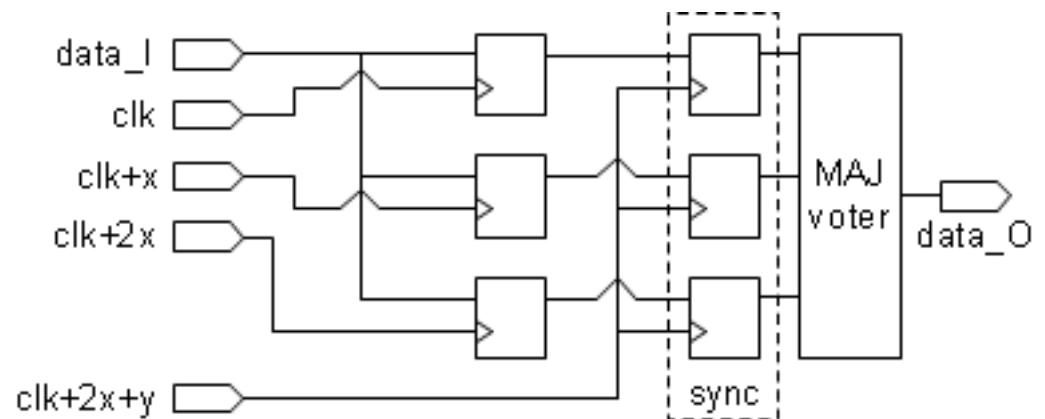 data_I
clk
clk+x
clk+2x
clk+2x+y
sync
MAJ
voter
data_O